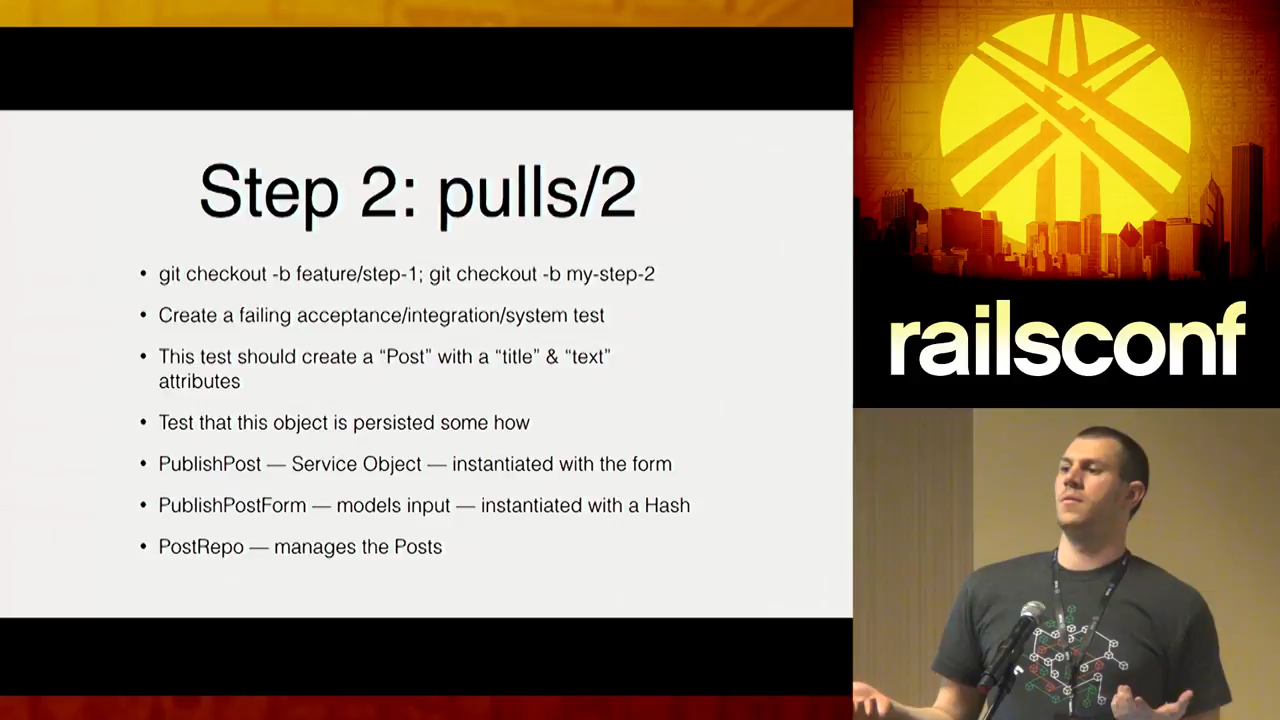 Step 2: pulls/2
• git checkout -b feature/step-1; git checkout -b my-step-2
• Create a failing acceptance/integration/system test
• This test should create a “Post” with a “title” & “text”
attributes
• Test that this object is persisted some how
• PublishPost — Service Object — instantiated with the form
• PublishPostForm — models input — instantiated with a Hash
• PostRepo — manages the Posts
railsconf